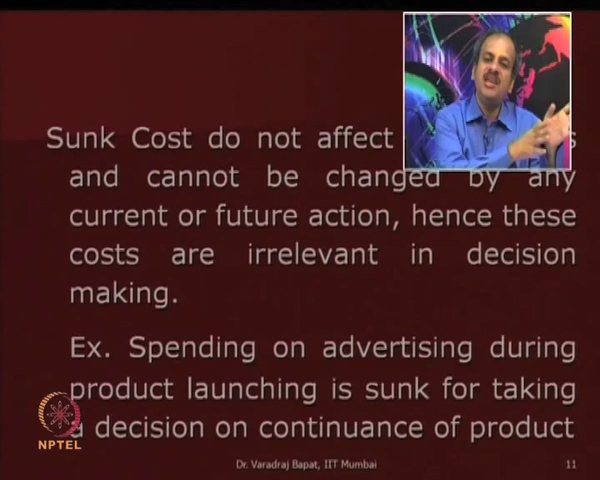 Sunk Cost do not affect
and cannot be changed by any
current or future action, hence these
costs are irrelevant in decision
making.
Ex. Spending on advertising during
product launching is sunk for taking
a decision on continuance of product
NPTEL
Dr. Varadraj Bapat, IIT Mumbai
11